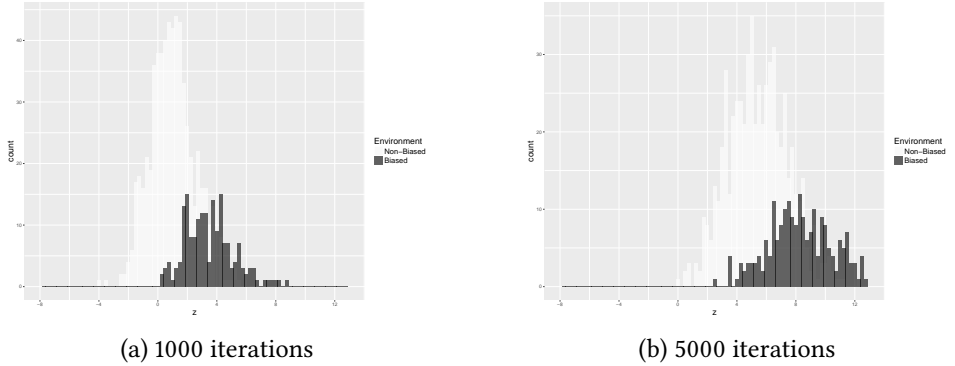 40
30
20
10
0
count
-8
-4
0
4
8
12
z
Environment
Non-Biased
Biased
(a) 1000 iterations
30
20
10
0
count
-8
-4
0
4
8
12
z
Environment
Non-Biased
Biased
(b) 5000 iterations